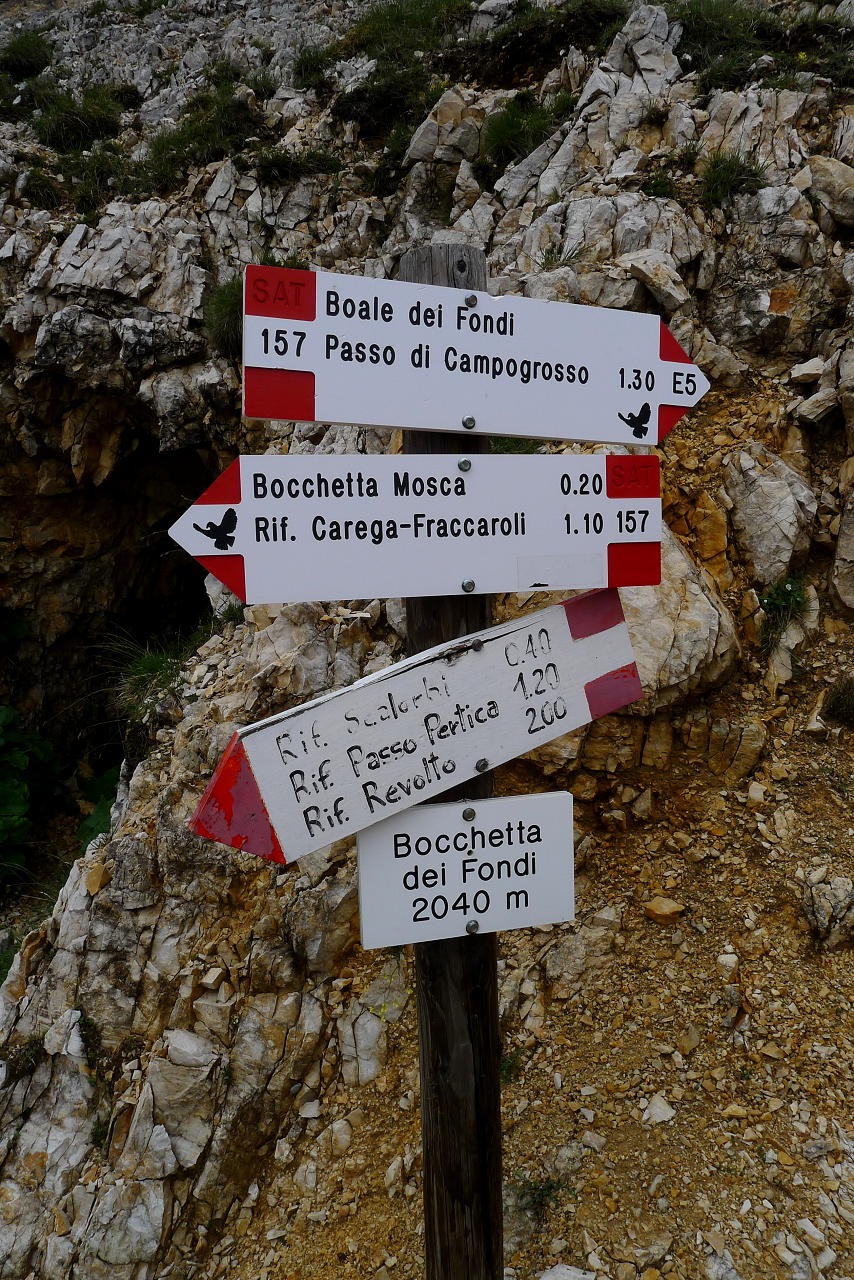 SAT Boale dei Fondi
157 Passo di Campogrosso 1.30 E5
Bocchetta Mosca 0.20 SAT
Rif. Carega-Fraccaroli 1.10 157
Rif. Scalorbi 0.40
Rif. Passo Pertica 1.20
Rif. Revolto 200
Bocchetta
dei Fondi
2040 m